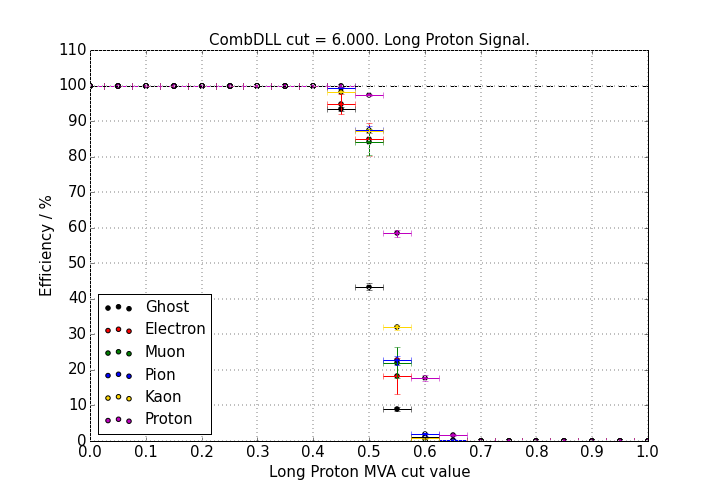 CombDLL cut = 6.000. Long Proton Signal.
110
100
90
80
70
60
50
40
30
20
10
0
Efficiency / %
Ghost
Electron
Muon
Pion
Kaon
Proton
0.0 0.1 0.2 0.3 0.4 0.5 0.6 0.7 0.8 0.9 1.0
Long Proton MVA cut value